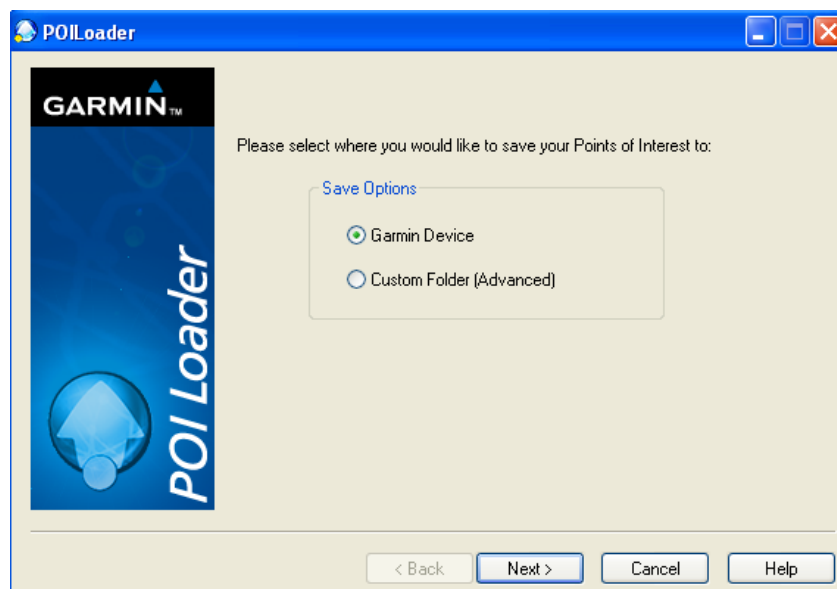 POILoader
GARMIN™
POI Loader
Please select where you would like to save your Points of Interest to:
Save Options
Garmin Device
Custom Folder (Advanced)
< Back
Next >
Cancel
Help